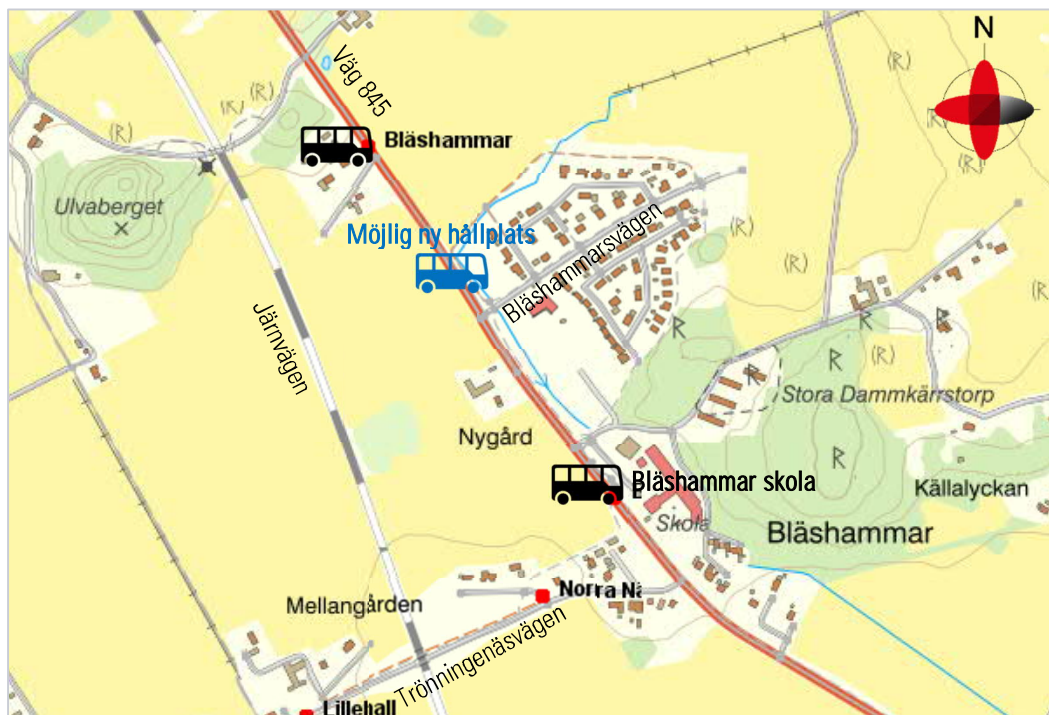 N
Väg 845
(R)
(R)
(R)
(R)
(R)
Bläshammar
(R)
Ulvaberget
Möjlig ny hållplats
Bläshammarsvägen
(R)
(R)
(R)
Järnvägen
R
R
R
R
(R)
R
Stora Dammkärrstorp
Nygård
R
Bläshammar skola
Källalyckan
Skola
Bläshammar
Mellangården
Norra
Trönningenäsvägen
Lillehall